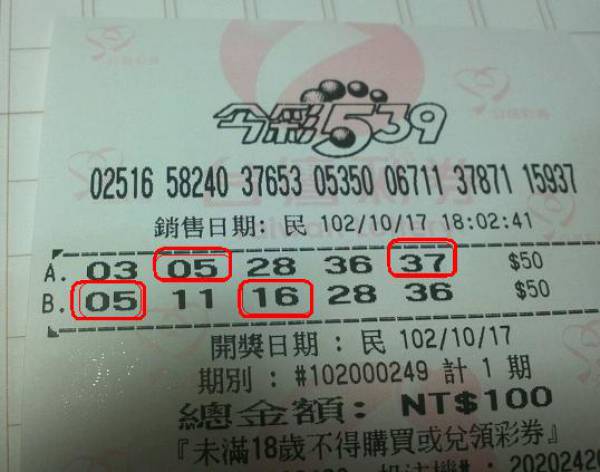 今彩539
02516 58240 37653 05350 06711 37871 15937
銷售日期: 民 102/10/17 18:02:41
A. 03 05 28 36 37 $50
B. 05 11 16 28 36 $50
開獎日期 : 民 102/10/17
期別 : #102000249 計 1 期
總金額: NT$100
『未滿18歲不得購買或兌領彩券』